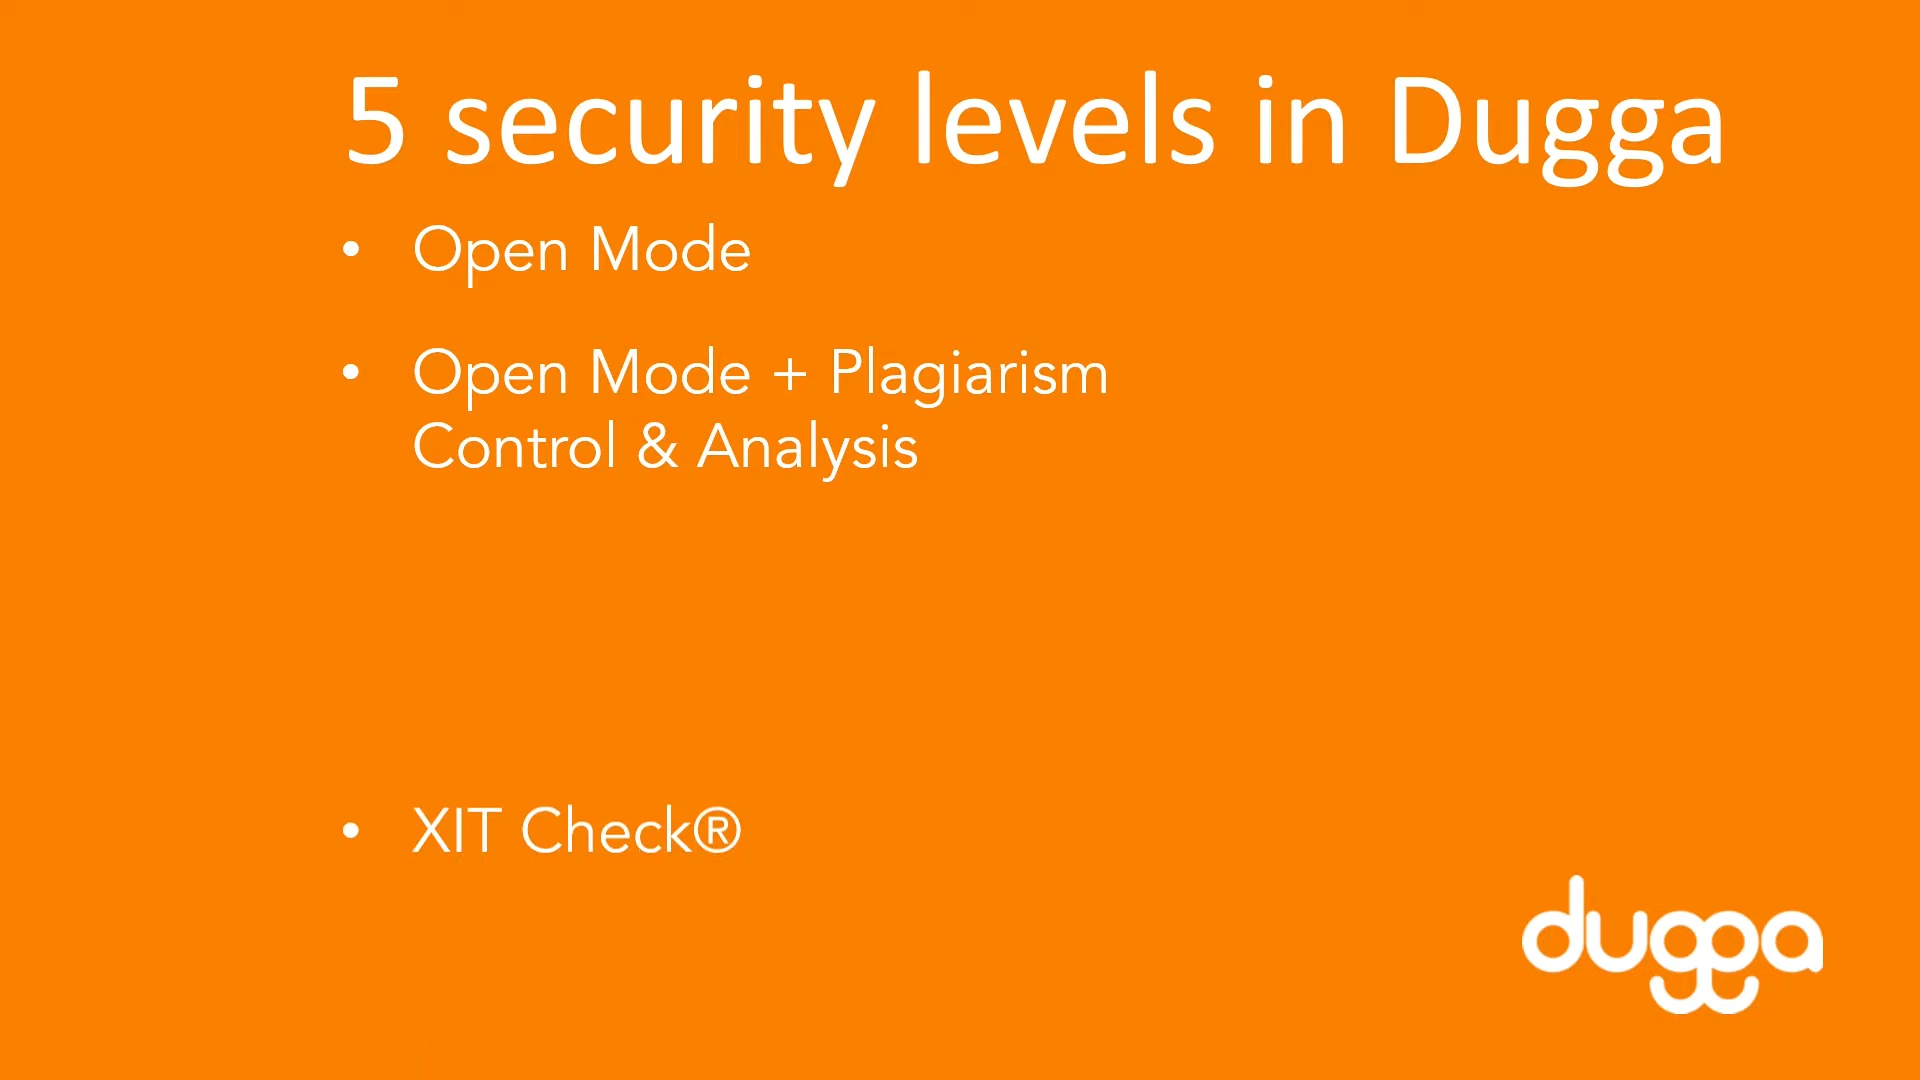 5 security levels in Dugga
• Open Mode
• Open Mode + Plagiarism
Control & Analysis
• XIT Check®
dugga